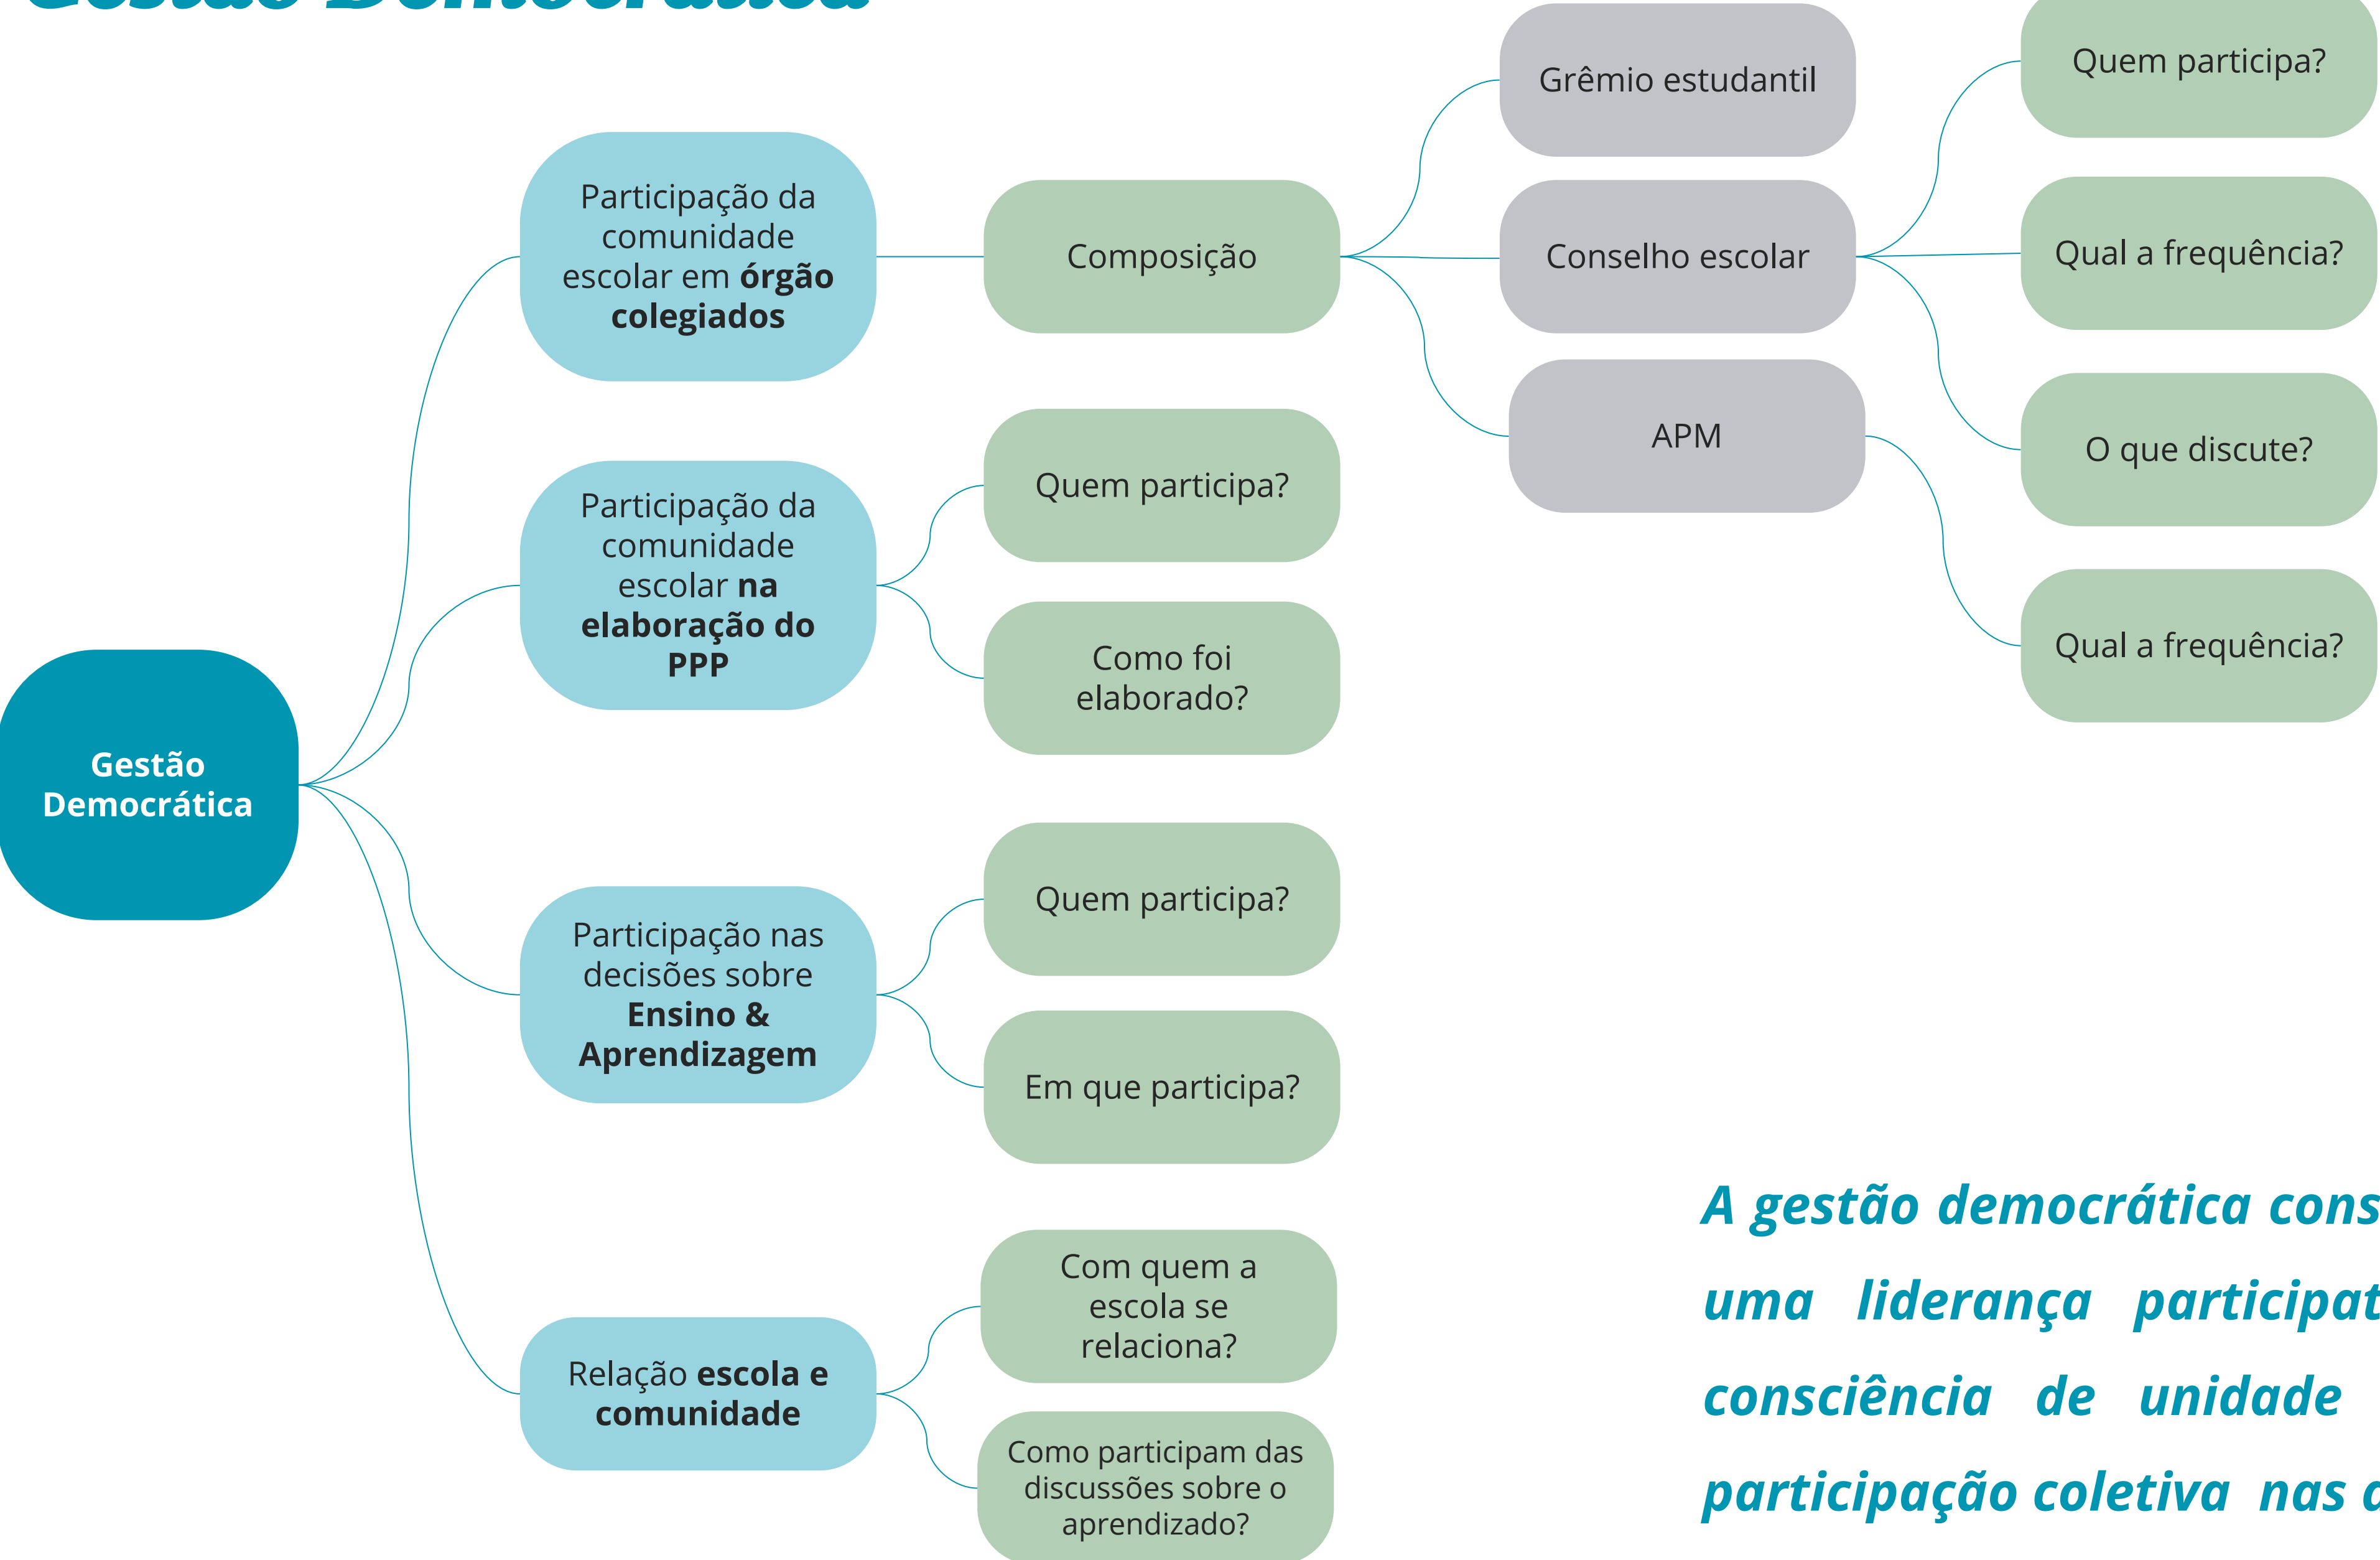 Gestão Democrática
Grêmio estudantil
Quem participa?
Participação da
comunidade
escolar em órgão
colegiados
Composição
Conselho escolar
Qual a frequência?
APM
O que discute?
Quem participa?
Participação da
comunidade
escolar na
elaboração do
PPP
Como foi
elaborado?
Qual a frequência?
Gestão
Democrática
Quem participa?
Participação nas
decisões sobre
Ensino &
Aprendizagem
Em que participa?
Com quem a
escola se
relaciona?
Relação escola e
comunidade
Como participam das
discussões sobre o
aprendizado?
A gestão democrática
uma liderança
consciência de unidade
participação coletiva nas